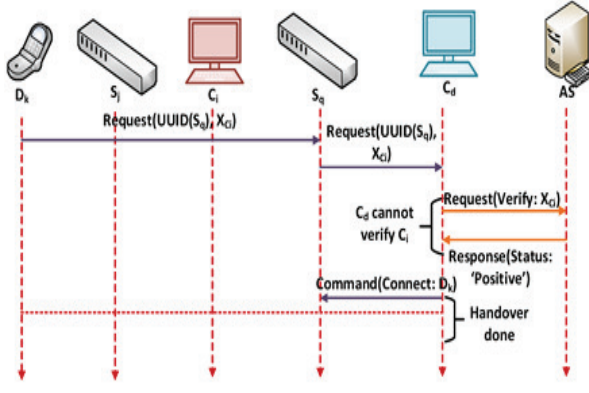 Dk Sj Ci Sq Cd AS
Request(UUID(Sq), XCi)
Request(UUID(Sq),
XCi)
Request(Verify: XCi)
Cd cannot
verify Ci
Response(Status:
‘Positive’)
Command(Connect: Dk)
Handover
done